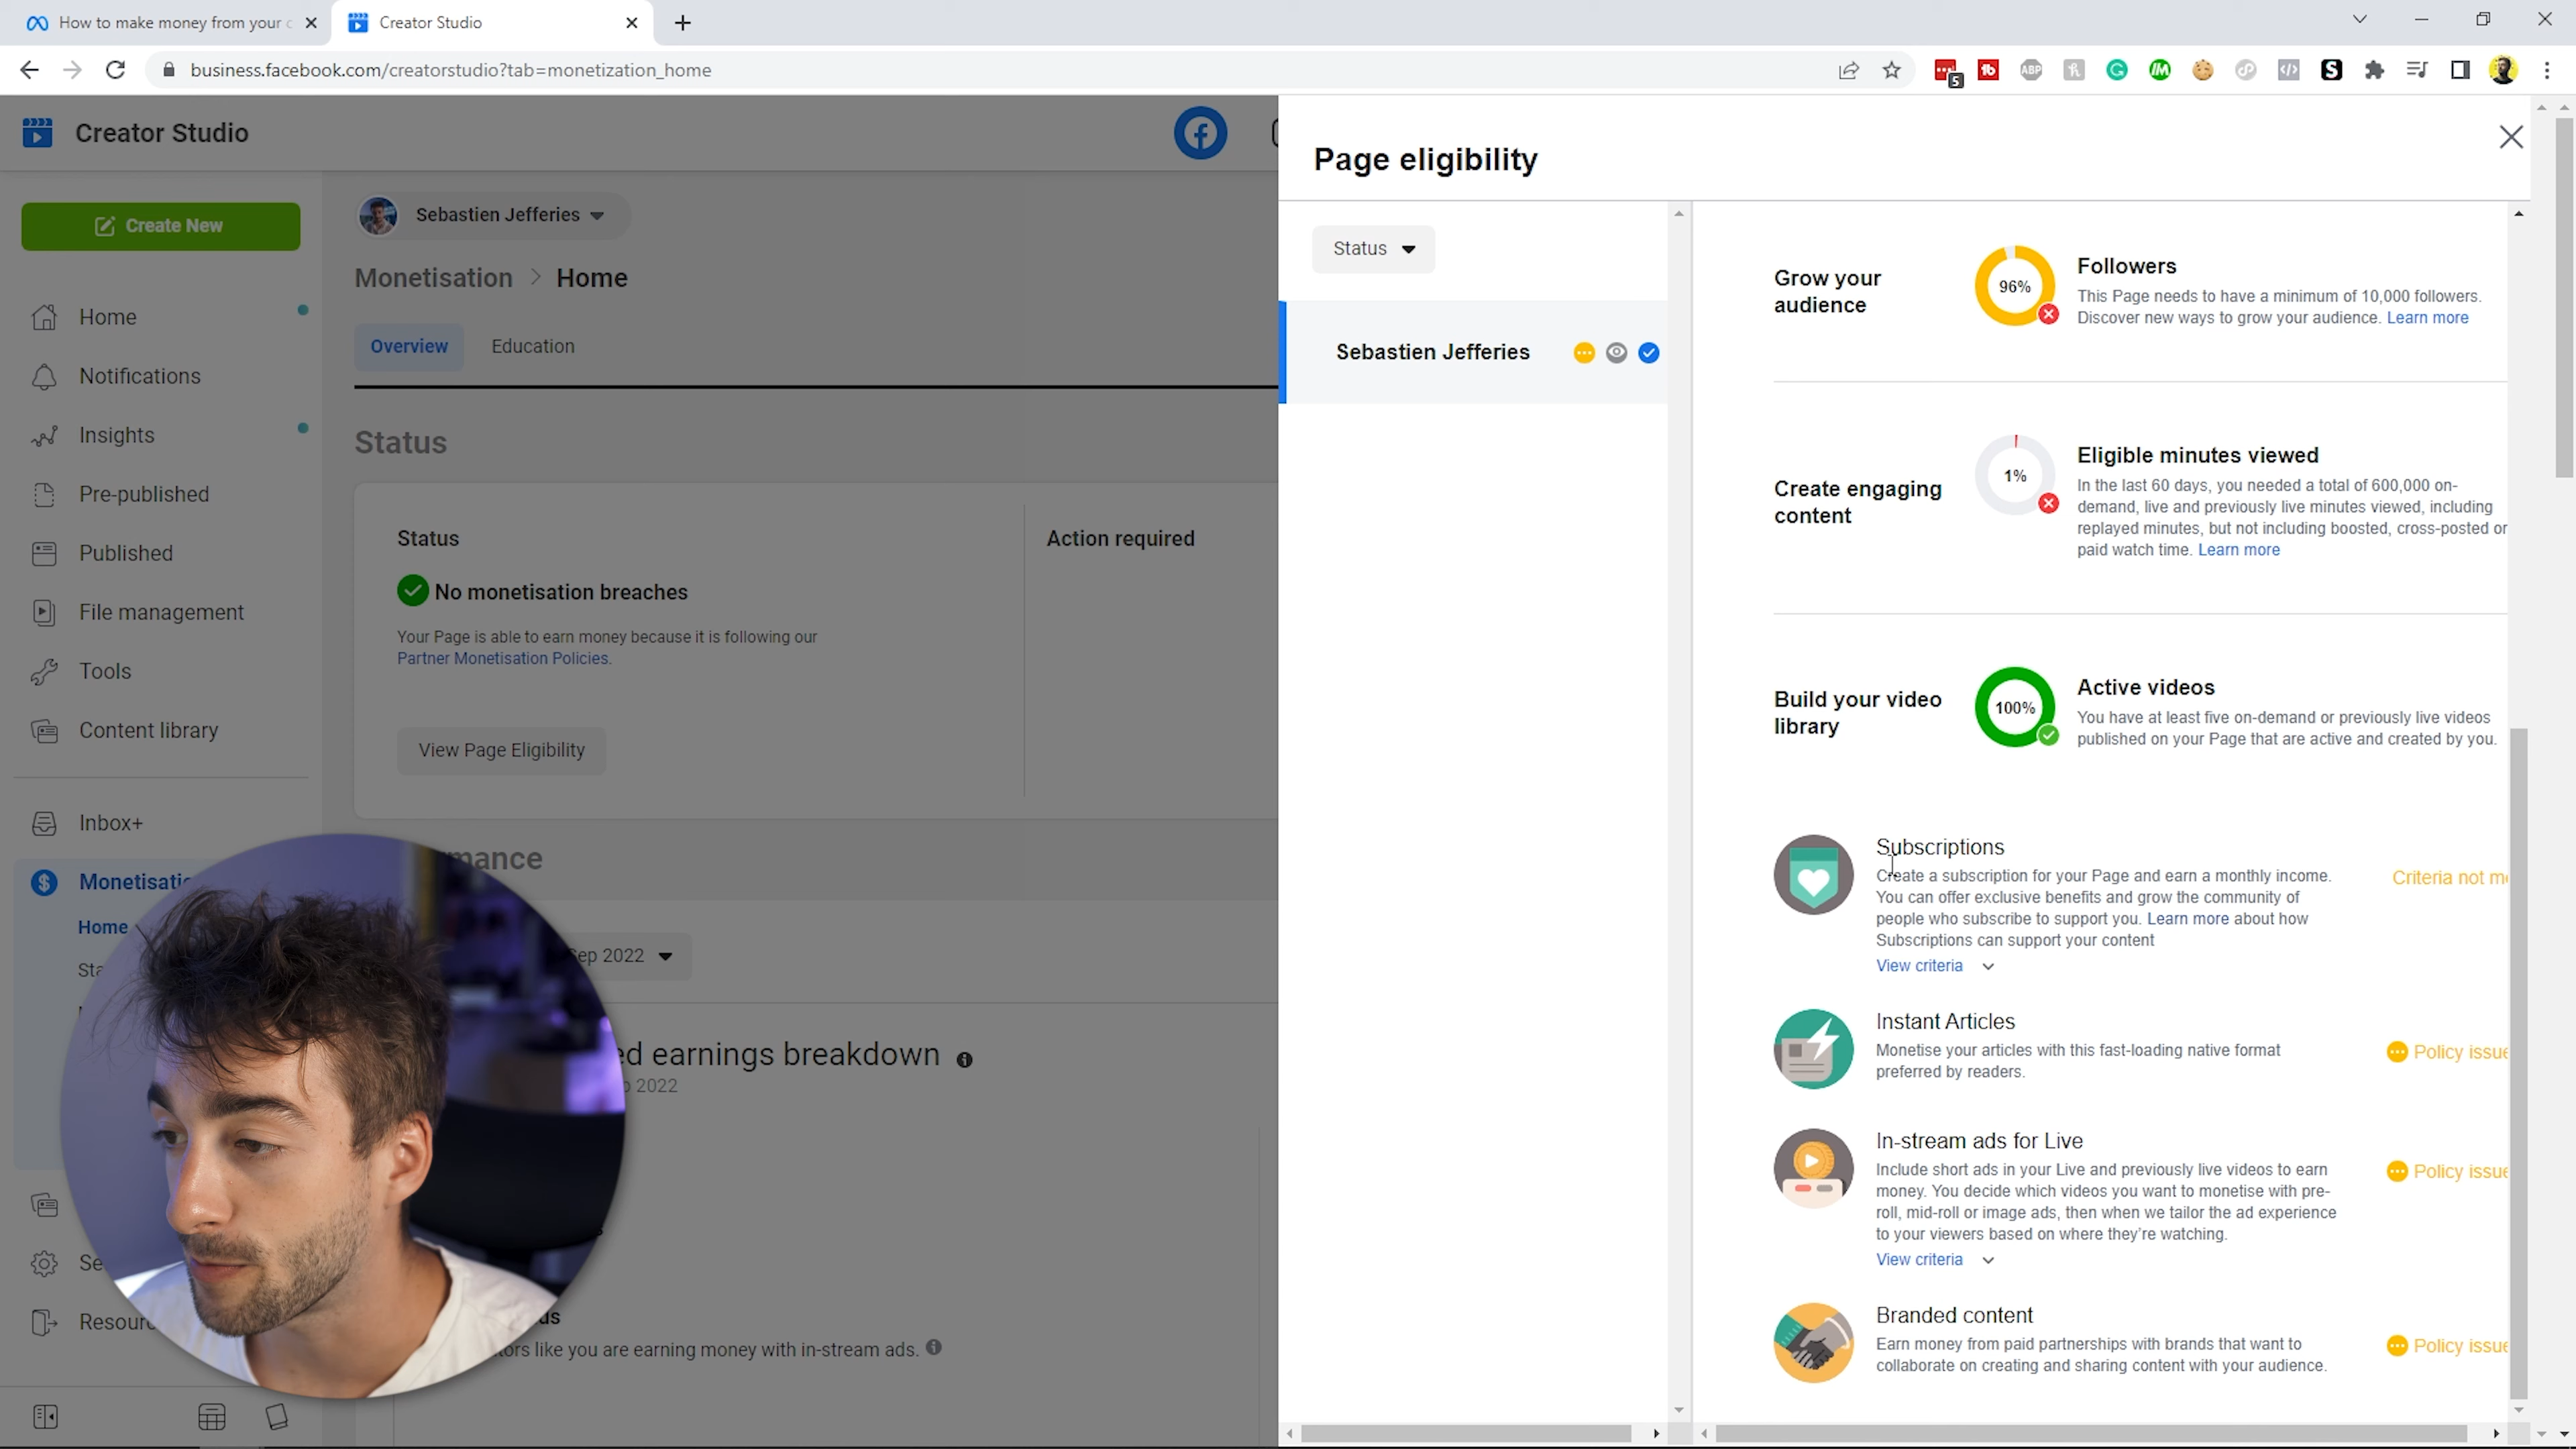 How to make money from your
Creator Studio
business.facebook.com/creatorstudio?tab=monetization_home
5
ABP
Creator Studio
Create New
Home
Notifications
Insights
Pre-published
Published
File management
Tools
Content library
Inbox+
Monetisatio
Home
Sta
Se
Resourc
Sebastien Jefferies
Monetisation > Home
Overview
Education
Status
Status
No monetisation breaches
Your Page is able to earn money because it is following our
Partner Monetisation Policies.
View Page Eligibility
Action required
mance
Sep 2022
ed earnings breakdown
2022
ds
tors like you are earning money with in-stream ads.
Page eligibility
Status
Sebastien Jefferies
Grow your
audience
96%
Followers
This Page needs to have a minimum of 10,000 followers.
Discover new ways to grow your audience. Learn more
Create engaging
content
1%
Eligible minutes viewed
In the last 60 days, you needed a total of 600,000 on-
demand, live and previously live minutes viewed, including
replayed minutes, but not including boosted, cross-posted or
paid watch time. Learn more
Build your video
library
100%
Active videos
You have at least five on-demand or previously live videos
published on your Page that are active and created by you.
Subscriptions
Create a subscription for your Page and earn a monthly income.
You can offer exclusive benefits and grow the community of
people who subscribe to support you. Learn more about how
Subscriptions can support your content
View criteria
Criteria not me
Instant Articles
Monetise your articles with this fast-loading native format
preferred by readers.
Policy issue
In-stream ads for Live
Include short ads in your Live and previously live videos to earn
money. You decide which videos you want to monetise with pre-
roll, mid-roll or image ads, then when we tailor the ad experience
to your viewers based on where they're watching.
View criteria
Policy issue
Branded content
Earn money from paid partnerships with brands that want to
collaborate on creating and sharing content with your audience.
Policy issue